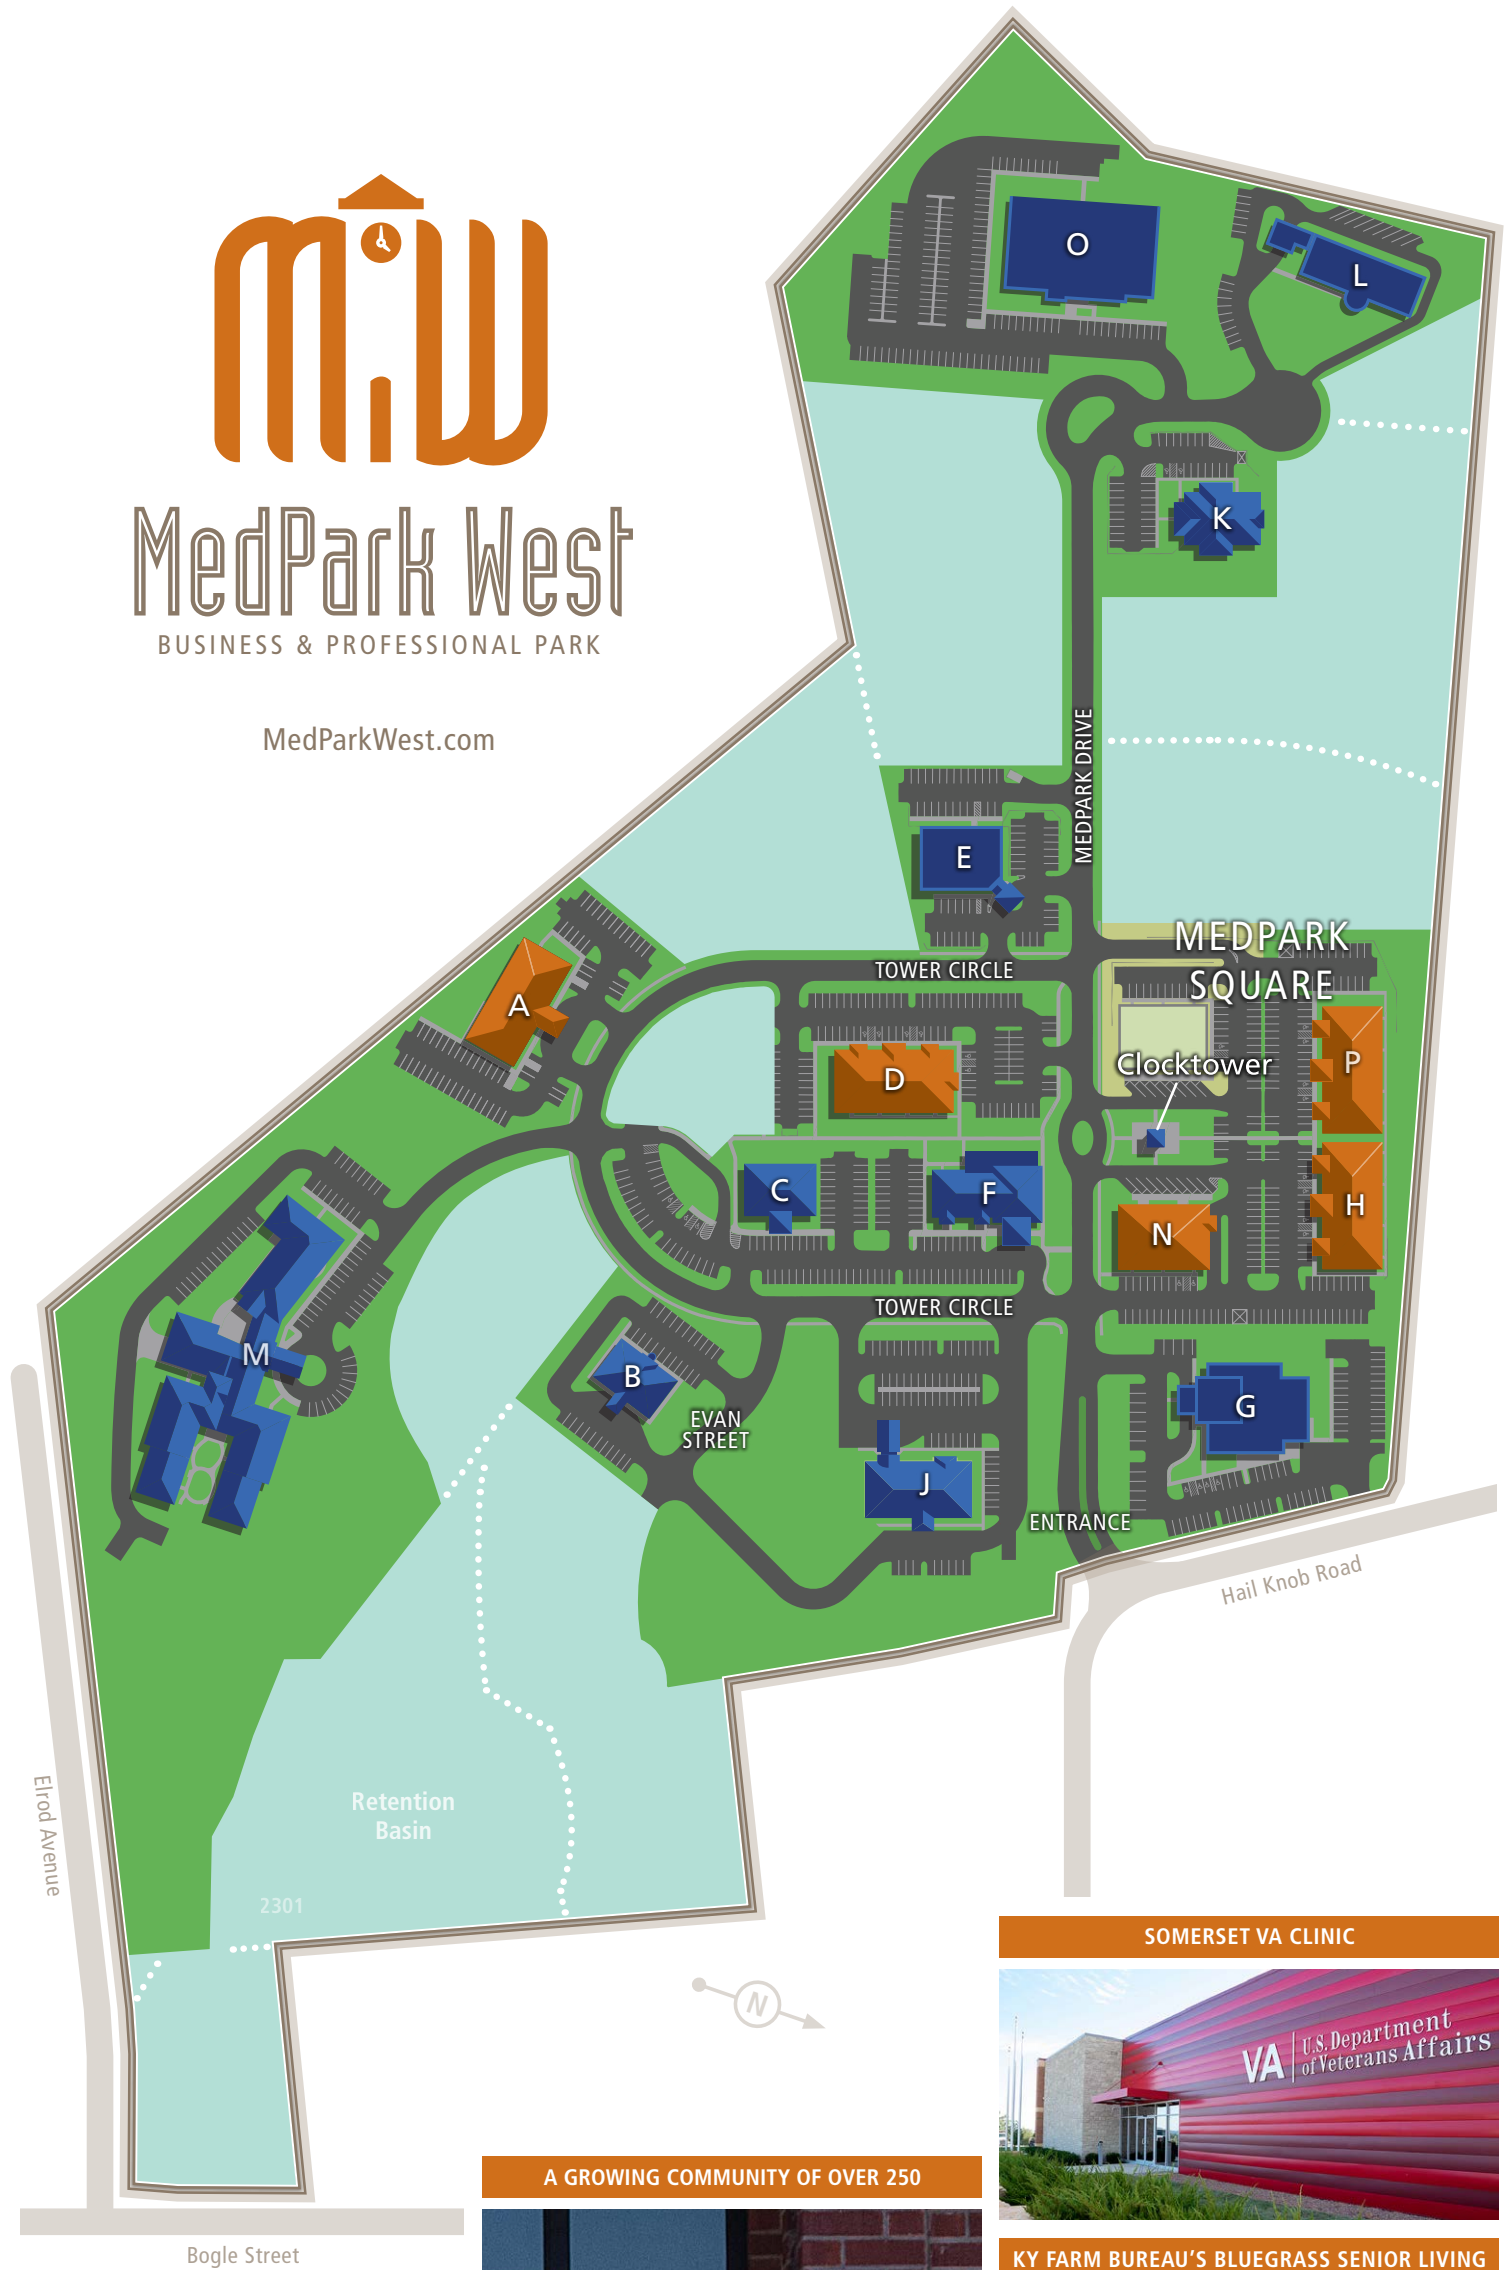 MedPark West
BUSINESS & PROFESSIONAL PARK
MedParkWest.com
O
L
K
MEDPARK DRIVE
E
MEDPARK
SQUARE
TOWER CIRCLE
A
Clocktower
D
P
C
F
H
N
TOWER CIRCLE
M
B
G
EVAN
STREET
J
ENTRANCE
Hail Knob Road
Elrod Avenue
Retention
Basin
2301
N
SOMERSET VA CLINIC
VA
U.S. Department
of Veterans Affairs
A GROWING COMMUNITY OF OVER 250
KY FARM BUREAU'S BLUEGRASS SENIOR LIVING
Bogle Street